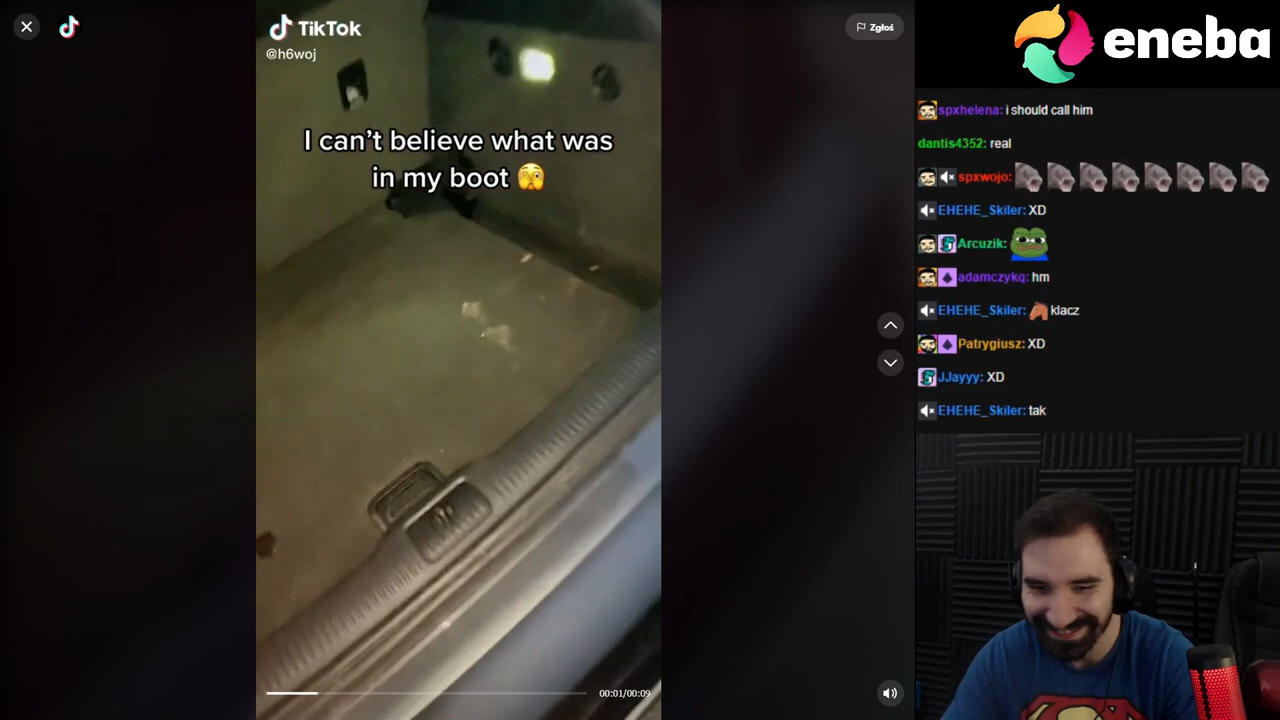 TikTok
@h6woj
Zgłoś
I can't believe what was
in my boot 🫣
00:01/00:09
eneba
spxhelena: i should call him
dantis4352: real
spxwojo:
EHEHE_Skiler: XD
Arcuzik:
adamczykq: hm
EHEHE_Skiler: klacz
Patrygiusz: XD
JJayyy: XD
EHEHE_Skiler: tak